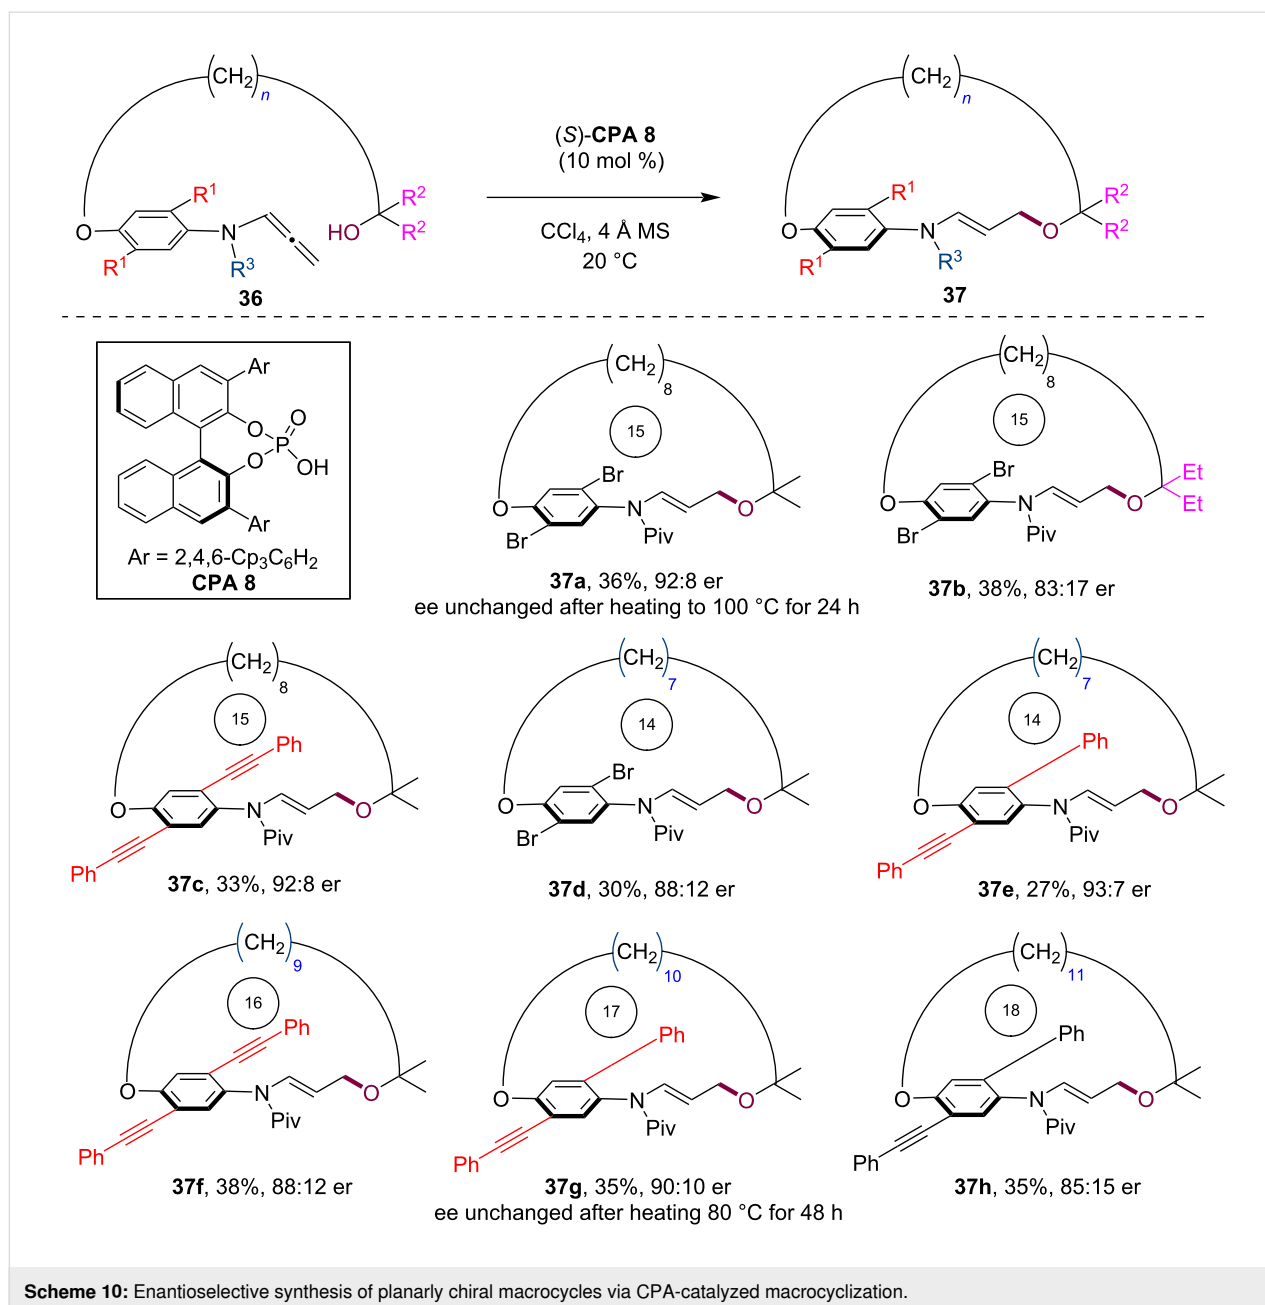 (CH2)n
(CH2)n
(S)-CPA 8
(10 mol %)
CCl4, 4 Å MS
20 °C
O R1 R1 N R3 HO R2 R2
36
O R1 R1 N R3 O R2 R2
37
Ar
O
O
P
O
OH
Ar
Ar = 2,4,6-Cp3C6H2
CPA 8
(CH2)8
15
O Br Br N Piv O
37a, 36%, 92:8 er
ee unchanged after heating to 100 °C for 24 h
(CH2)8
15
O Br Br N Piv O Et Et
37b, 38%, 83:17 er
(CH2)8
15
O Ph Ph N Piv O
37c, 33%, 92:8 er
(CH2)7
14
O Br Br N Piv O
37d, 30%, 88:12 er
(CH2)7
14
O Ph Ph N Piv O
37e, 27%, 93:7 er
(CH2)9
16
O Ph Ph N Piv O
37f, 38%, 88:12 er
(CH2)10
17
O Ph Ph N Piv O
37g, 35%, 90:10 er
ee unchanged after heating 80 °C for 48 h
(CH2)11
18
O Ph Ph N Piv O
37h, 35%, 85:15 er
Scheme 10: Enantioselective synthesis of planarly chiral macrocycles via CPA-catalyzed macrocyclization.